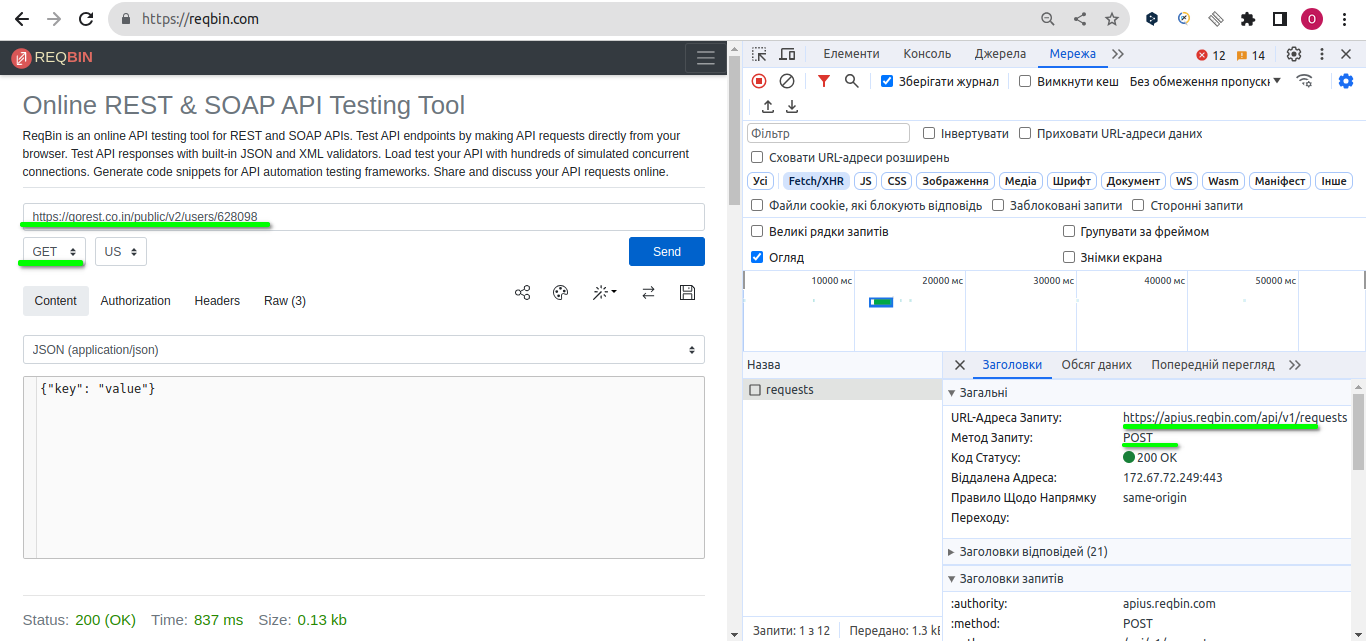 https://reqbin.com
O
REQBIN
Online REST & SOAP API Testing Tool
ReqBin is an online API testing tool for REST and SOAP APIs. Test API endpoints by making API requests directly from your
browser. Test API responses with built-in JSON and XML validators. Load test your API with hundreds of simulated concurrent
connections. Generate code snippets for API automation testing frameworks. Share and discuss your API requests online.
https://gorest.co.in/public/v2/users/628098
GET US Send
Content Authorization Headers Raw (3)
JSON (application/json)
{"key": "value"}
Status: 200 (OK) Time: 837 ms Size: 0.13 kb
Елементи Консоль Джерела Мережа 12 14
Зберігати журнал Вимкнути кеш Без обмеження пропуск
Фільтр Інвертувати Приховати URL-адреси даних
Сховати URL-адреси розширень
Усі Fetch/XHR JS CSS Зображення Медіа Шрифт Документ WS Wasm Маніфест Інше
Файли cookie, які блокують відповідь Заблоковані запити Сторонні запити
Великі рядки запитів Групувати за фреймом
Огляд Знімки екрана
10000 мс 20000 мс 30000 мс 40000 мс 50000 мс
Назва
requests
Заголовки Обсяг даних Попередній перегляд
Загальні
URL-Адреса Запиту: https://apius.reqbin.com/api/v1/requests
Метод Запиту: POST
Код Статусу: 200 OK
Віддалена Адреса: 172.67.72.249:443
Правило Щодо Напрямку same-origin
Переходу:
Заголовки відповідей (21)
Заголовки запитів
:authority: apius.reqbin.com
:method: POST
Запити: 1 з 12 Передано: 1.3 kB